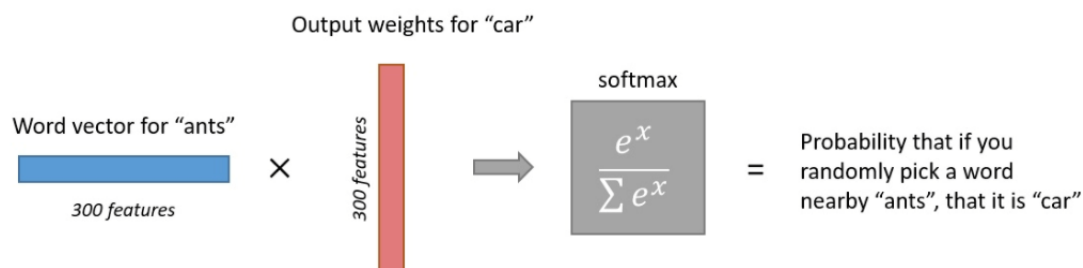 Output weights for “car”
softmax
Word vector for “ants”
×
300 features
300 features
e^x
∑ e^x
=
Probability that if you
randomly pick a word
nearby “ants”, that it is “car”